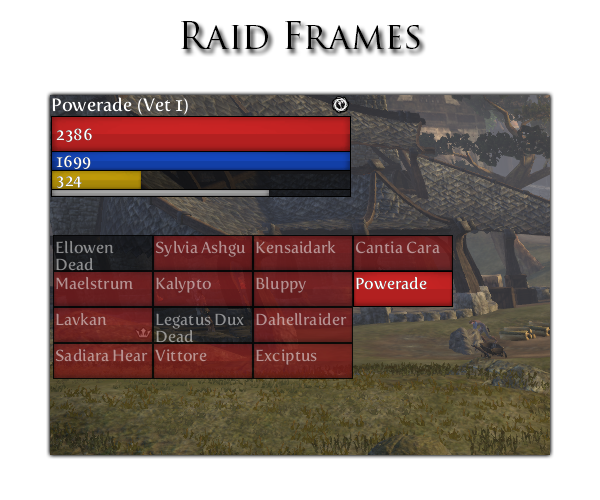 Raid Frames
Powerade (Vet 1)
2386
1699
324
Ellowen Sylvia Ashgu Kensaidark Cantia Cara
Dead
Maelstrum Kalypto Bluppy Powerade
Lavkan Legatus Dux Dahellraider
Dead
Sadiara Hear Vittore Exciptus